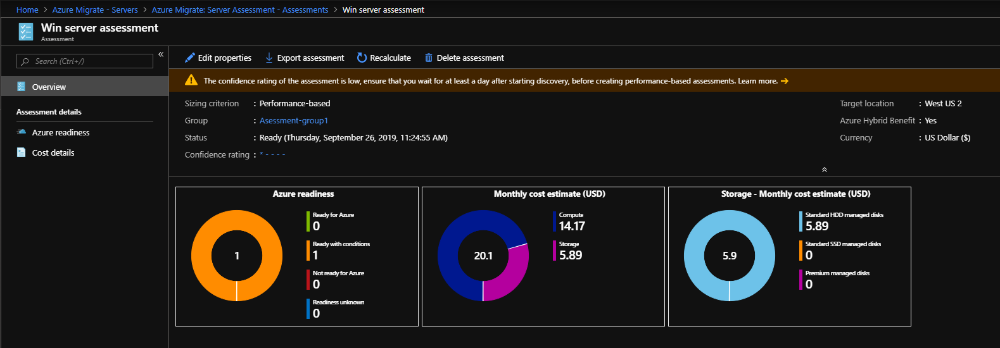 Home > Azure Migrate - Servers > Azure Migrate: Server Assessment - Assessments > Win server assessment
Win server assessment
Assessment
Search (Ctrl+/)
«
Overview
Assessment details
Azure readiness
Cost details
Edit properties Export assessment Recalculate Delete assessment
The confidence rating of the assessment is low, ensure that you wait for at least a day after starting discovery, before creating performance-based assessments. Learn more. →
Sizing criterion : Performance-based
Group : Asessment-group1
Status : Ready (Thursday, September 26, 2019, 11:24:55 AM)
Confidence rating : * - - - -
Target location : West US 2
Azure Hybrid Benefit : Yes
Currency : US Dollar ($)
Azure readiness
1
Ready for Azure
0
Ready with conditions
1
Not ready for Azure
0
Readiness unknown
0
Monthly cost estimate (USD)
20.1
Compute
14.17
Storage
5.89
Storage - Monthly cost estimate (USD)
5.9
Standard HDD managed disks
5.89
Standard SSD managed disks
0
Premium managed disks
0